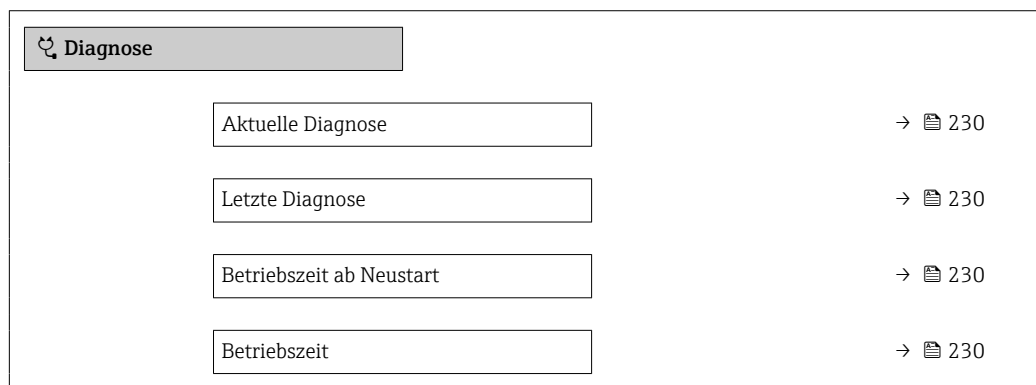 Diagnose
Aktuelle Diagnose → 230
Letzte Diagnose → 230
Betriebszeit ab Neustart → 230
Betriebszeit → 230